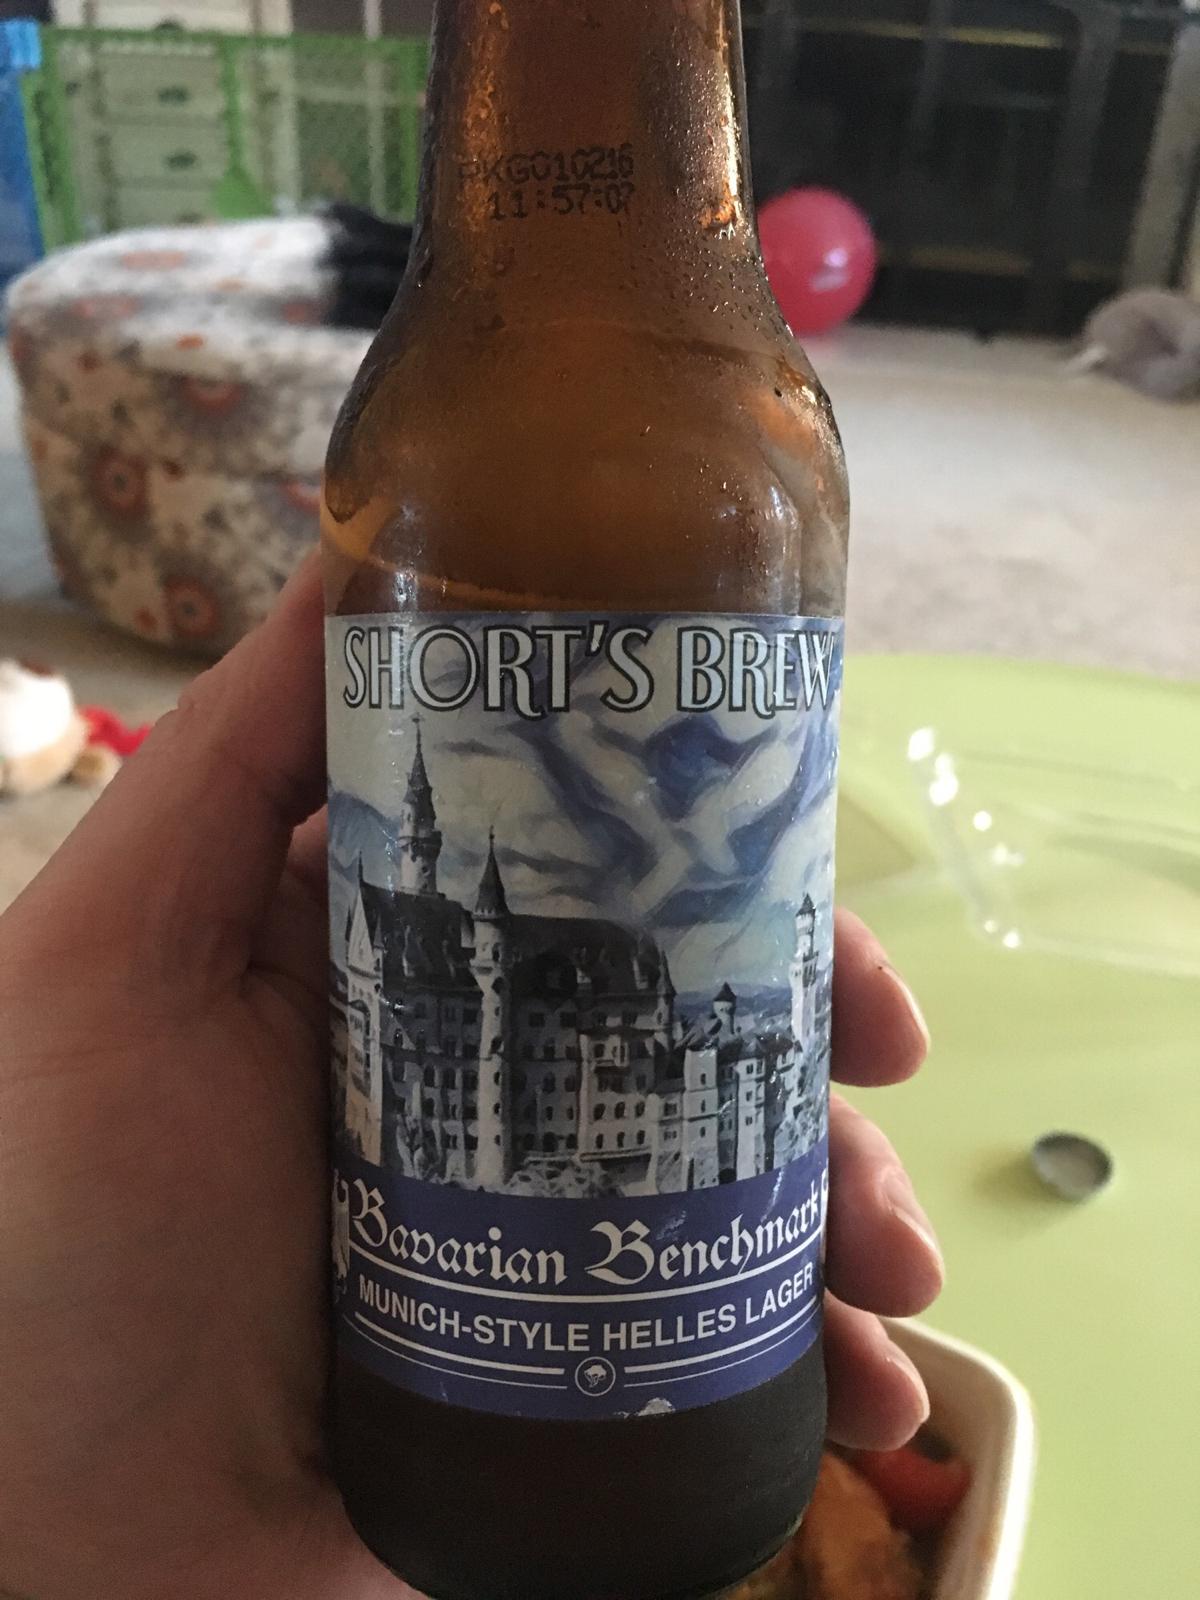 PKG010216
11:57:07
SHORT'S BREW
Bavarian Benchmark
MUNICH-STYLE HELLES LAGER